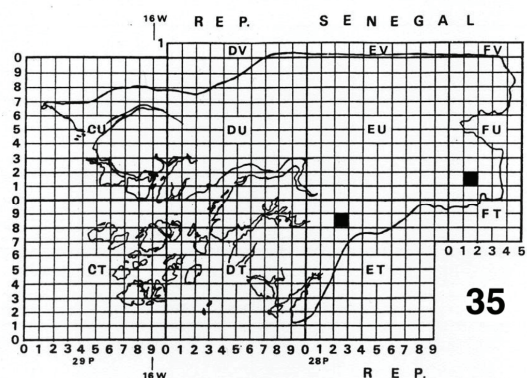 16W R E P. S E N E G A L
1 DV EV FV
0
9
8
7
6
5 CU DU EU FU
4
3
2
1
0
9 FT
8
7 0 1 2 3 4 5
6
5 CT DT ET
4
3 35
2
1
0
0 1 2 3 4 5 6 7 8 9 0 1 2 3 4 5 6 7 8 9 0 1 2 3 4 5 6 7 8 9
29P 28P
16W R E P.